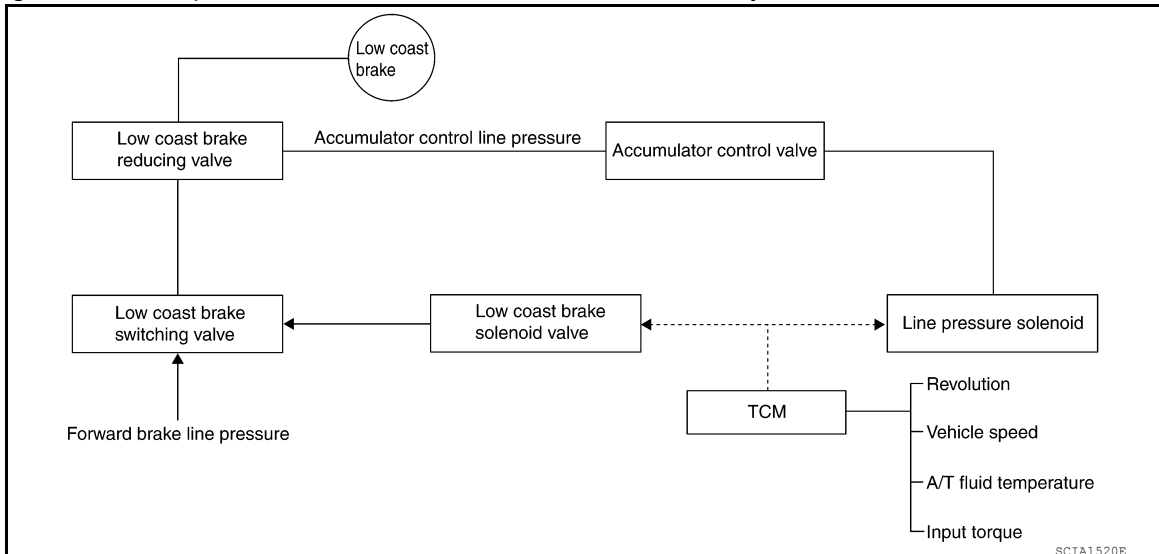 Low coast
brake
Low coast brake
reducing valve
Accumulator control line pressure
Accumulator control valve
Low coast brake
switching valve
Low coast brake
solenoid valve
Line pressure solenoid
Forward brake line pressure
TCM
Revolution
Vehicle speed
A/T fluid temperature
Input torque
SCIA1520E